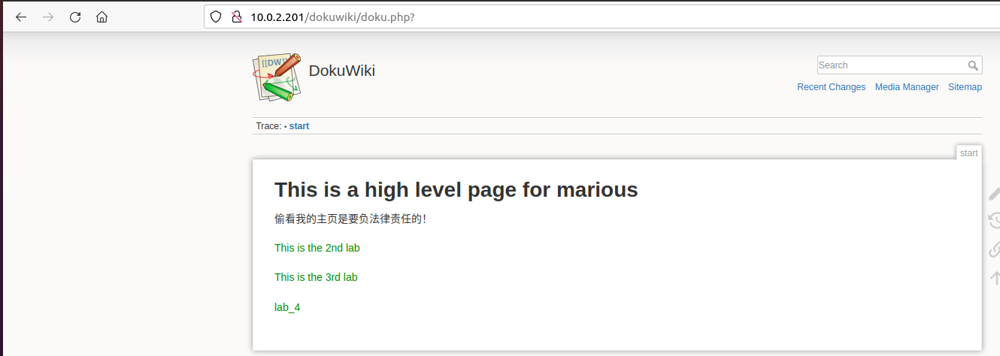 10.0.2.201/dokuwiki/doku.php?
[[DW]]
DokuWiki
Search
Recent Changes Media Manager Sitemap
Trace: • start
start
This is a high level page for marious
偷看我的主页是要负法律责任的!
This is the 2nd lab
This is the 3rd lab
lab_4